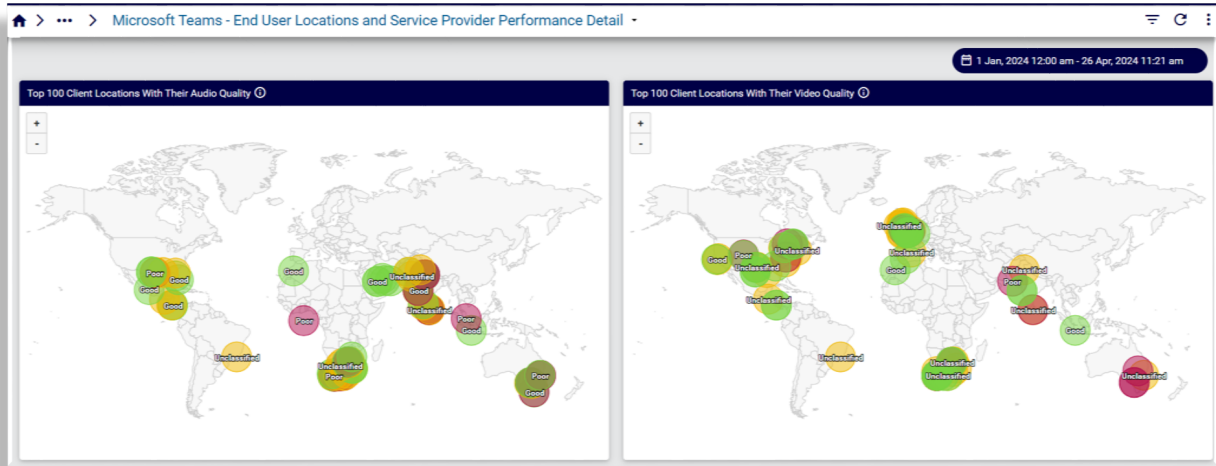 Microsoft Teams - End User Locations and Service Provider Performance Detail
1 Jan, 2024 12:00 am - 26 Apr, 2024 11:21 am
Top 100 Client Locations With Their Audio Quality
+
-
Poor
Good
Good
Good
Good
Poor
Unclassified
Good
Unclassified
Good
Unclassified
Poor
Good
Unclassified
Poor
Poor
Good
Top 100 Client Locations With Their Video Quality
+
-
Unclassified
Good
Poor
Unclassified
Unclassified
Unclassified
Good
Unclassified
Unclassified
Poor
Unclassified
Good
Unclassified
Unclassified
Unclassified
Unclassified